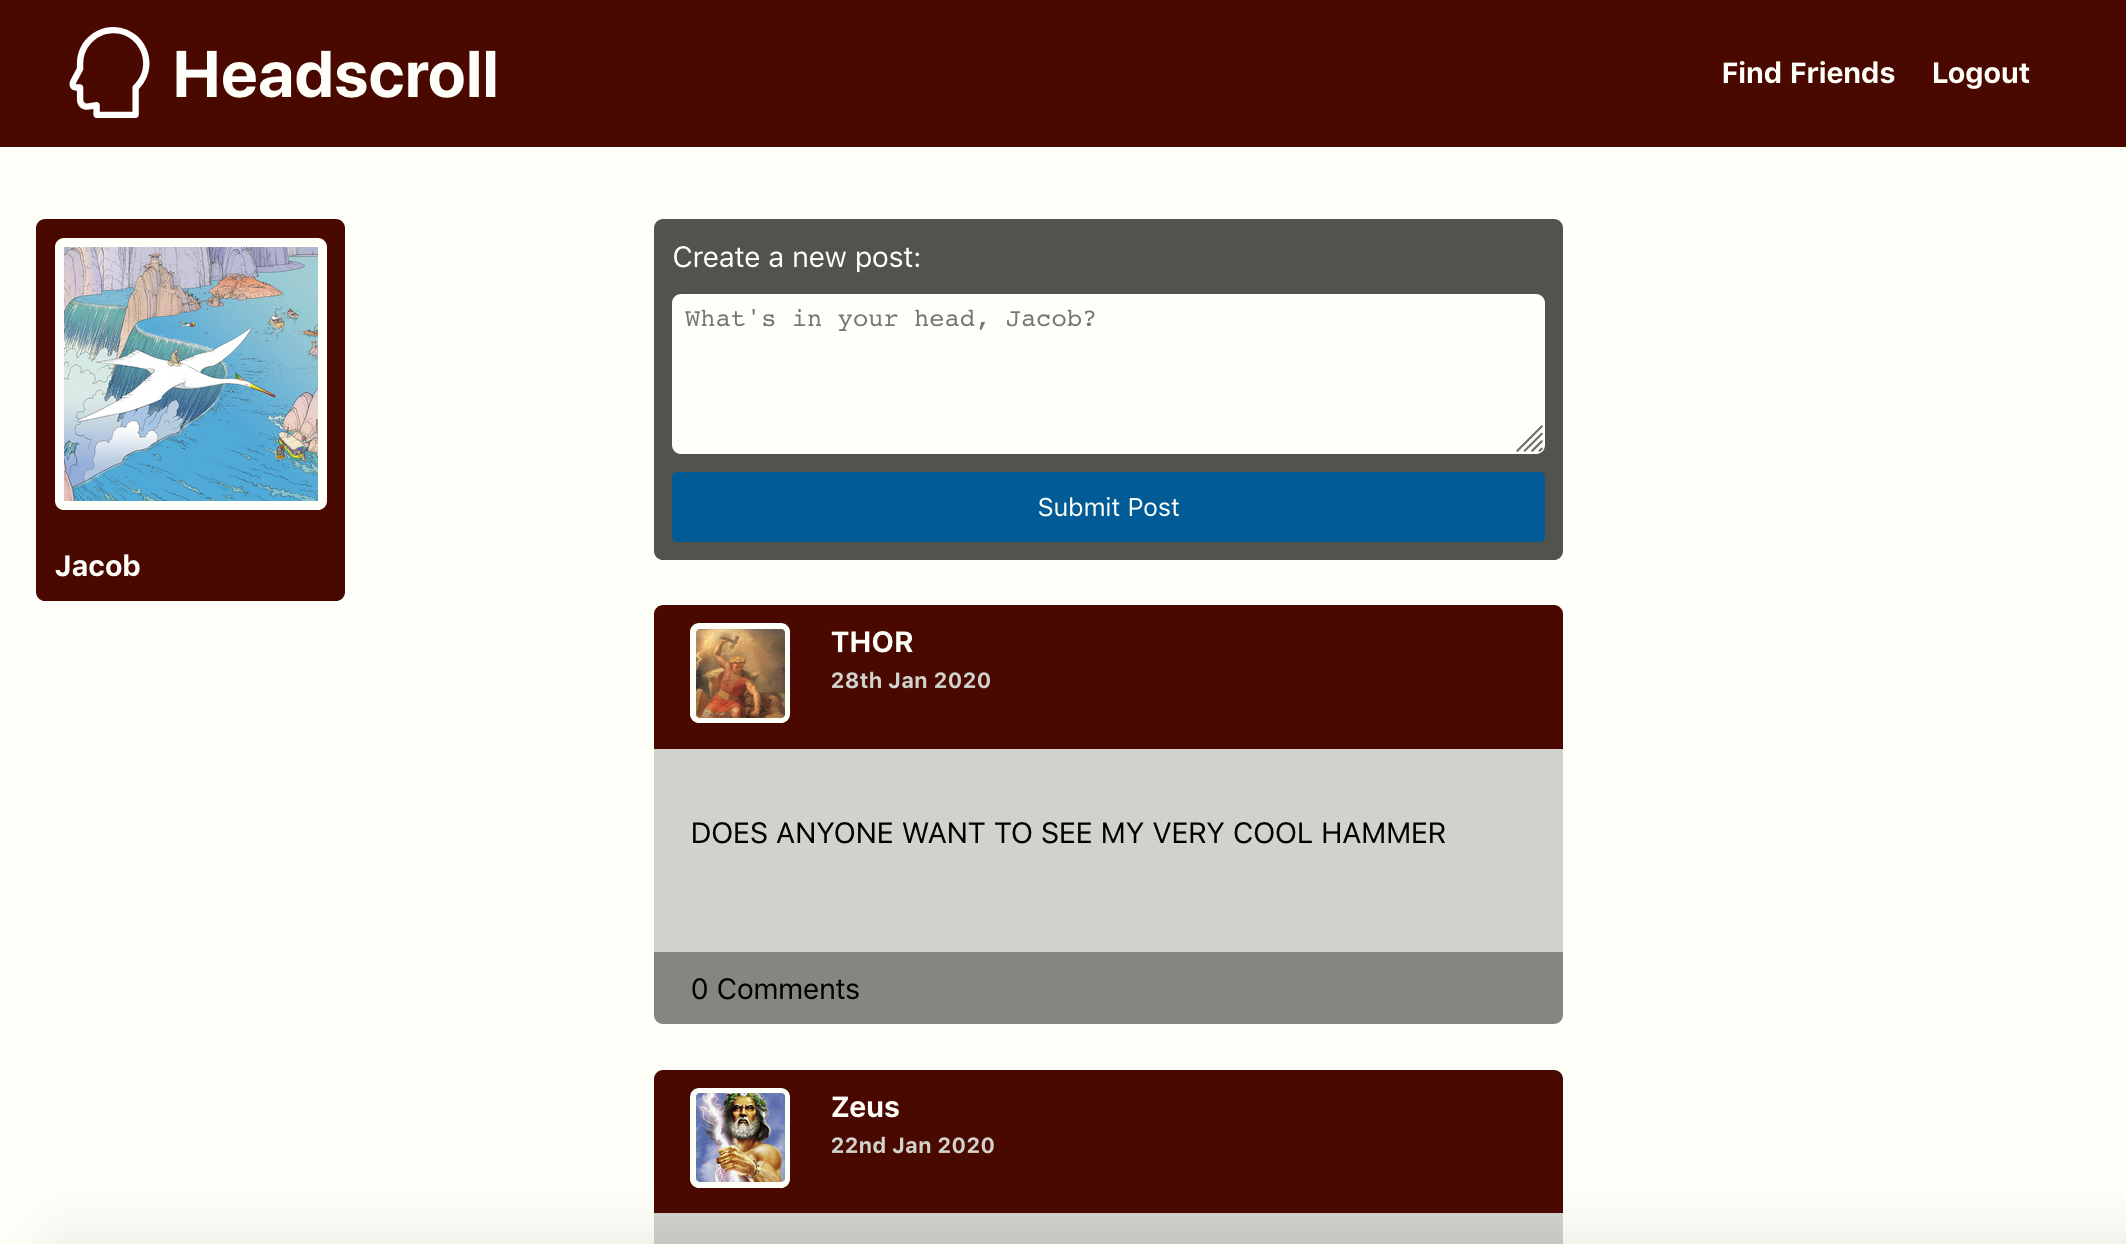 Headscroll
Find Friends
Logout
Jacob
Create a new post:
What's in your head, Jacob?
Submit Post
THOR
28th Jan 2020
DOES ANYONE WANT TO SEE MY VERY COOL HAMMER
0 Comments
Zeus
22nd Jan 2020